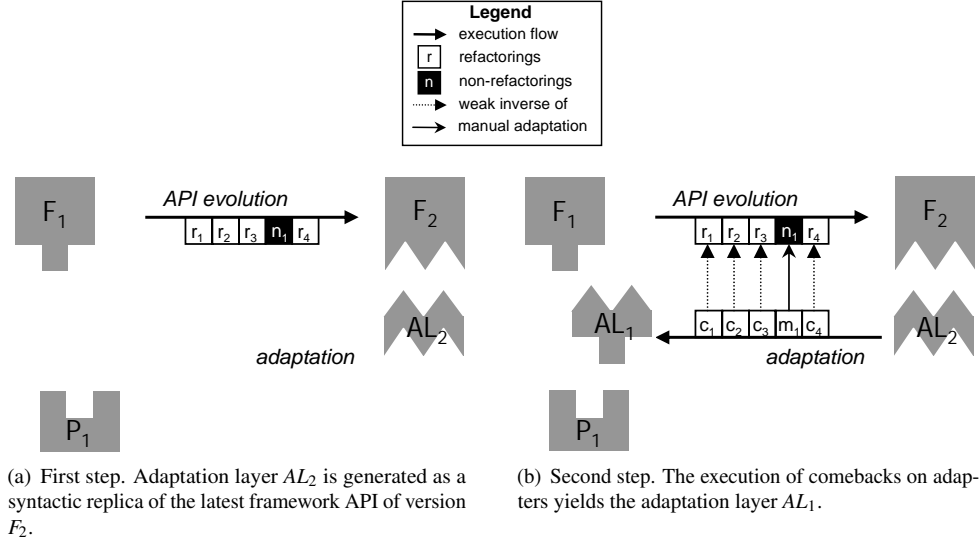 Legend
execution flow
r refactorings
n non-refactorings
weak inverse of
manual adaptation
F1
API evolution
r1 r2 r3 n1 r4
F2
AL2
adaptation
P1
(a) First step. Adaptation layer AL2 is generated as a
syntactic replica of the latest framework API of version
F2.
F1
API evolution
r1 r2 r3 n1 r4
F2
AL1
c1 c2 c3 m1 c4
AL2
adaptation
P1
(b) Second step. The execution of comebacks on adap-
ters yields the adaptation layer AL1.